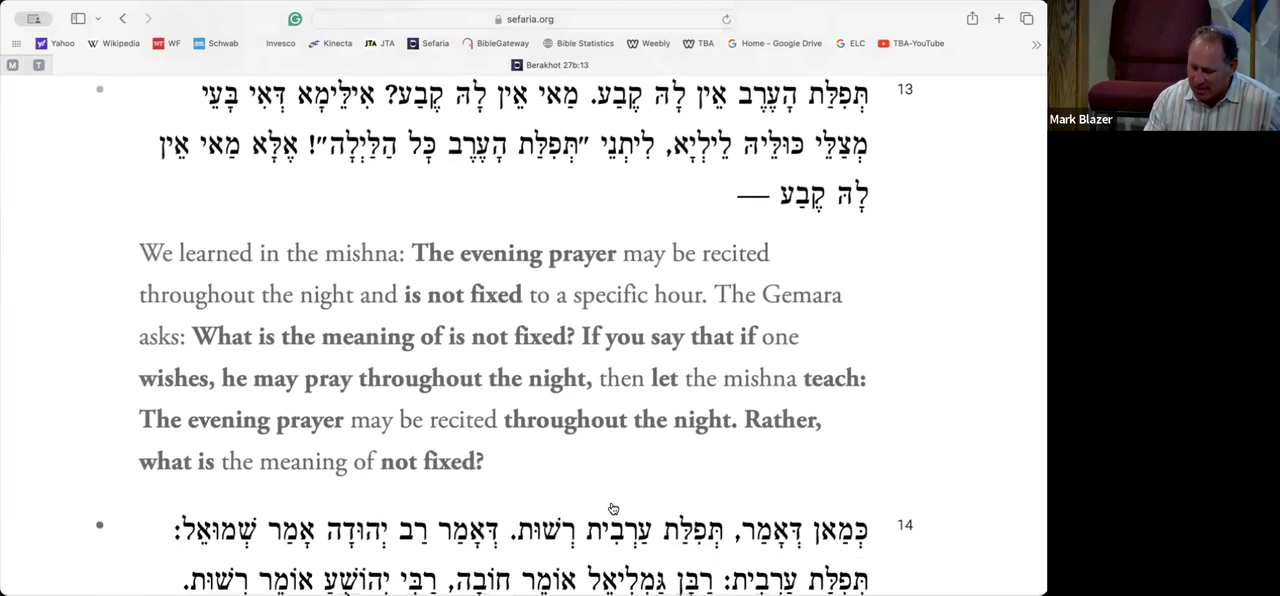 sefaria.org
Yahoo
Wikipedia
WF WF
Schwab
Invesco
Kinecta
JTA JTA
Sefaria
BibleGateway
Bible Statistics
Weebly
TBA
Home - Google Drive
ELC
TBA-YouTube
M
T
Berakhot 27b:13
Mark Blazer
13
תְּפִלַּת הָעֶרֶב אֵין לָהּ קֶבַע. מַאי אֵין לָהּ קֶבַע? אִילֵּימָא דְּאִי בָּעֵי
מְצַלֵּי כּוּלֵּיהּ לֵילְיָא, לִיתְנֵי ״תְּפִלַּת הָעֶרֶב כׇּל הַלַּיְלָה״! אֶלָּא מַאי אֵין
לָהּ קֶבַע —
We learned in the mishna: The evening prayer may be recited
throughout the night and is not fixed to a specific hour. The Gemara
asks: What is the meaning of is not fixed? If you say that if one
wishes, he may pray throughout the night, then let the mishna teach:
The evening prayer may be recited throughout the night. Rather,
what is the meaning of not fixed?
14
כְּמַאן דְּאָמַר, תְּפִלַּת עַרְבִית רְשׁוּת. דְּאָמַר רַב יְהוּדָה אָמַר שְׁמוּאֵל:
תְּפִלַּת עַרְבִית: רַבָּן גַּמְלִיאֵל אוֹמֵר חוֹבָה, רַבִּי יְהוֹשֻׁעַ אוֹמֵר רְשׁוּת.